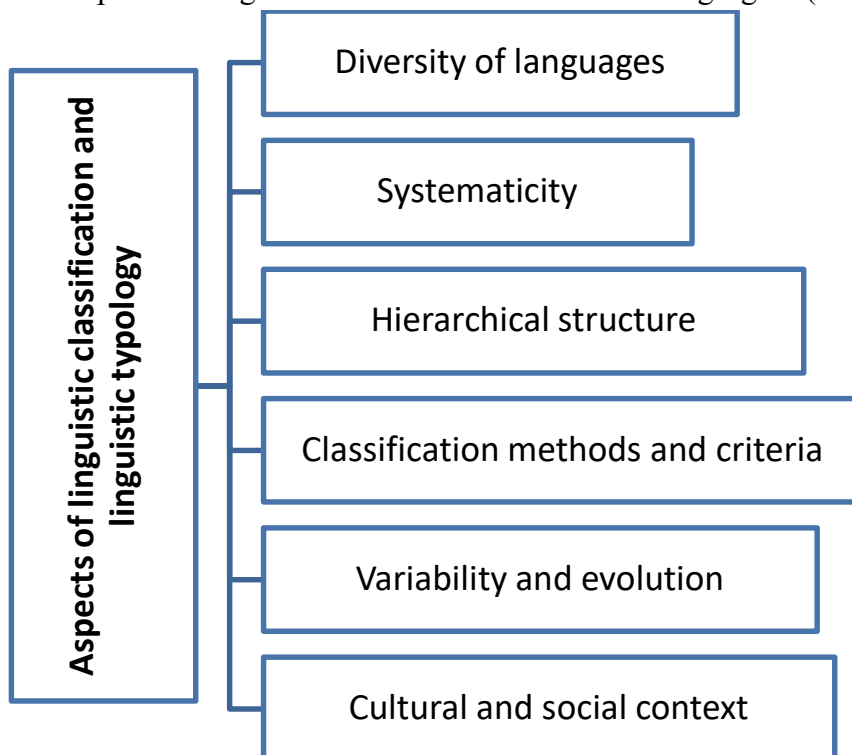 Diversity of languages
Systematicity
Hierarchical structure
Classification methods and criteria
Variability and evolution
Cultural and social context
Aspects of linguistic classification and
linguistic typology